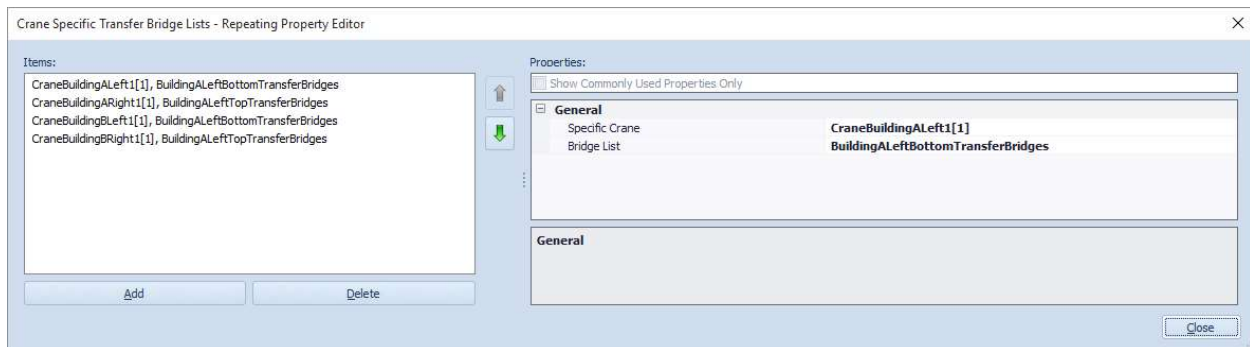 Crane Specific Transfer Bridge Lists - Repeating Property Editor
Items:
CraneBuildingALeft1[1], BuildingALeftBottomTransferBridges
CraneBuildingARight1[1], BuildingALeftTopTransferBridges
CraneBuildingBLeft1[1], BuildingALeftBottomTransferBridges
CraneBuildingBRight1[1], BuildingALeftTopTransferBridges
Add
Delete
Properties:
Show Commonly Used Properties Only
General
Specific Crane CraneBuildingALeft1[1]
Bridge List BuildingALeftBottomTransferBridges
General
Close